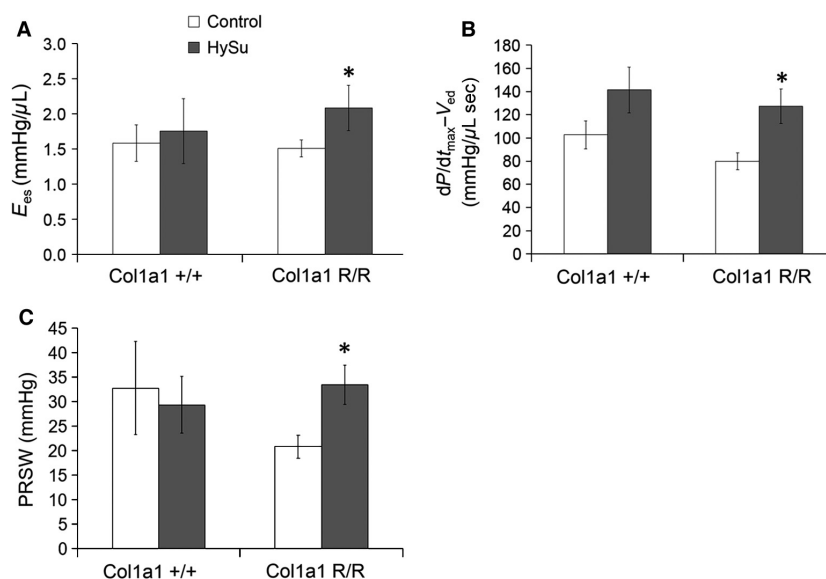 A
Control
HySu
3.0
2.5
2.0
1.5
1.0
0.5
0.0
Ees (mmHg/µL)
*
Col1a1 +/+
Col1a1 R/R
B
180
160
140
120
100
80
60
40
20
0
dP/dtmax–Ved
(mmHg/µL sec)
*
Col1a1 +/+
Col1a1 R/R
C
45
40
35
30
25
20
15
10
5
0
PRSW (mmHg)
*
Col1a1 +/+
Col1a1 R/R